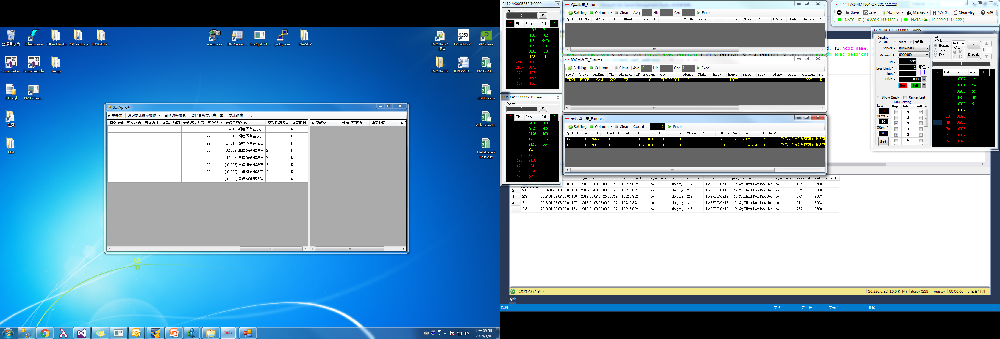 資源回收筒
ildasm.exe
C# in Depth
AP_Settings
804(2017....
varm.exe
DRViewer....
SorApiCST...
putty.exe
WinSCP
TWMMS2... - 捷徑
TWMMS2...
PMS.exe
ConsoleTe...
FormTest.sln
temp
TWMMT6...
ID&PWD....
NATSV3....
ETF.sql
NATSTest...
nbDB.xlsm
佳賢
Pidcode2Li...
804
Database2 Test.xlsx
SorApi C#
新單要求 設定委託顯示欄位 自動調整欄寬 暫停更新委託書畫面 委託過濾
剩餘股數 成交股數 成交總值 交易所時間 最後成交時間 委託狀態 最後異動訊息 風控管制項目 交易時段
99 [134013] 額度不存在!交... N
99 [134013] 額度不存在!交... N
99 [134013] 額度不存在!交... N
99 [101002] 單價超過漲跌停! 2 N
99 [101002] 單價超過漲跌停! 2 N
99 [101002] 單價超過漲跌停! 2 N
99 [101002] 單價超過漲跌停! 2 N
99 [101002] 單價超過漲跌停! 2 N
成交時間 市場成交序號 成交股數
T804
上午 09:56
2018/1/8
2412 A:0005758 T:9999
Order
1
0 Bid Price Ask 0
110.5 71
110 582
109.5 3836
109 19147
108.5 338
108 3
27660 108
2107 107.5
570 107
222 106.5
109 106
0050 A:7777777 T:3344
Order
1
0 Bid Price Ask 0
84.35 109
84.3 396
84.25 380
84.2 116
84.15 35
84.1 1
382 84.1
331 84.05
471 84
693 83.95
681 83.9
Q單視窗_Futures
Setting Column Clear Avg Hit Cnt Excel
SysID OrdNo OrdKind TID PIDHead CP Account PID Month Strike BLots BPrice SPrice SLots DPrice DLots OrdCond Src
IOC單視窗_Futures
Setting Column Clear Avg 0 Hit Cnt 1 Excel
SysID OrdNo OrdKind TID PIDHead CP Account PID Month Strike BLots BPrice SPrice SLots DPrice DLots OrdCond Src
TNK1 F000F Cncl 9999 TX 0 FITX201801 01 1 10879 IOC K
失敗單視窗_Futures
Setting Column Clear Count : 2 Excel
SysID OrdKind TID PIDHead Account PID BLots BPrice SPrice SLots OrdCond Src Time DS ErrMsg
TNK1 Ord 9999 TX 0 FITX201801 1 8000 ROD K 95628601 S TaiFex:21:超過該商品漲跌停
TNK1 Ord 9999 TX 0 FITX201801 1 8000 IOC K 95547274 S TaiFex:21:超過該商品漲跌停
*****TW2MMT804 OK(2017.12.22)
Save 設定 Monitor Market NATS ClearMsg 版控
NATS行情 ( 10.220.9.145:4333 ) NATS下單 ( 10.220.9.141:4222 )
d, s2.host_name,
dm_exec_sessions
TX201801 A:0000000 T:9999
Setting
ON Alert 置頂
Server : klink-nats
Account : 0000000
Tid : 9999
Lots Limit : 1 單位 :
Lots : 1
Price : 8000
Buy Sell
Show Quick Cancel Last
--------- Lots Setting ---------
Lots : Buy Lots Sell
1 1
QLots : 2
20 3
QSec. : 4
20 5
Set 6
Order
Mode ROD S
Normal Cnt. 1
Tick 10
Fast 15 Refresh
1
2 Bid Price Ask 0
10902 121
10901 94
10900 91
10899 101
10898 93
10897 1
33 10897
49 10896
78 10895
57 10894
124 10893
login_time client_net_address login_name status session_id host_name program_name login_name session_id host_process_id
08:00:01.117 2018-01-08 08:00:01.160 10.215.8.26 sa sleeping 182 TWSFDIDCAP3 .Net SqlClient Data Provider sa 182 8508
2 232 2018-01-08 08:00:01.153 2018-01-08 08:03:01.197 10.215.8.26 sa sleeping 232 TWSFDIDCAP3 .Net SqlClient Data Provider sa 232 8508
3 233 2018-01-08 08:00:01.160 2018-01-08 09:26:01.333 10.215.8.26 sa sleeping 233 TWSFDIDCAP3 .Net SqlClient Data Provider sa 233 8508
4 234 2018-01-08 08:00:01.167 2018-01-08 08:00:01.177 10.215.8.26 sa sleeping 234 TWSFDIDCAP3 .Net SqlClient Data Provider sa 234 8508
5 235 2018-01-08 08:00:01.173 2018-01-08 08:00:01.177 10.215.8.26 sa sleeping 235 TWSFDIDCAP3 .Net SqlClient Data Provider sa 235 8508
已成功執行查詢。 10.220.9.32 (10.0 RTM) ituser (213) master 00:00:00 5 個資料列
輸出
就緒 第 6 行 第 1 欄 字元 1 INS